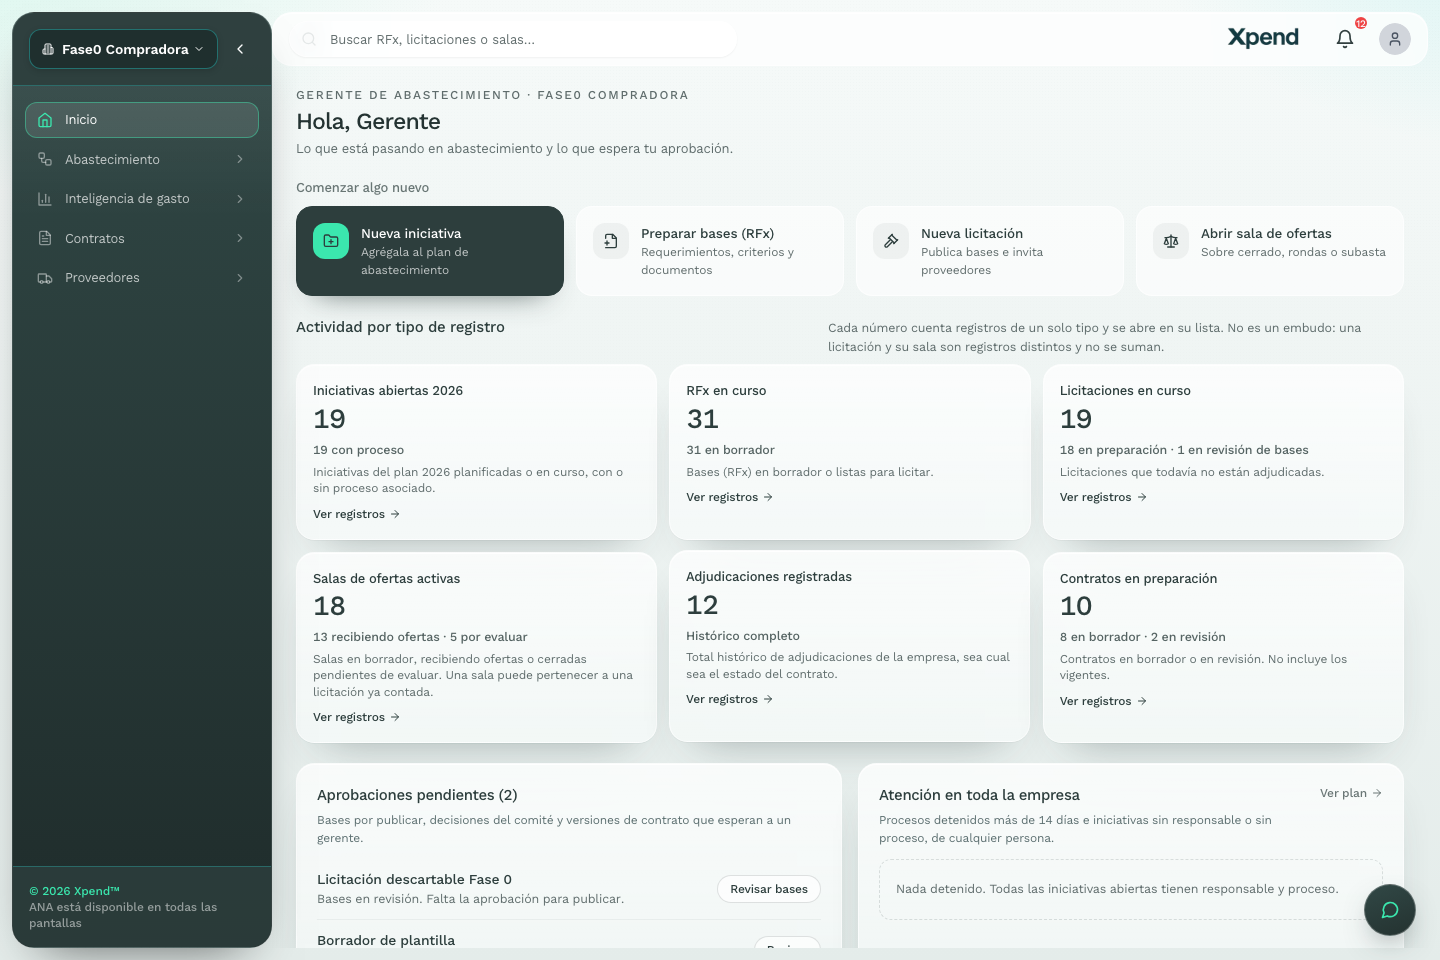 Fase0 Compradora
Buscar RFx, licitaciones o salas...
Xpend
12
Inicio
Abastecimiento
Inteligencia de gasto
Contratos
Proveedores
GERENTE DE ABASTECIMIENTO · FASE0 COMPRADORA
Hola, Gerente
Lo que está pasando en abastecimiento y lo que espera tu aprobación.
Comenzar algo nuevo
Nueva iniciativa
Agrégala al plan de
abastecimiento
Preparar bases (RFx)
Requerimientos, criterios y
documentos
Nueva licitación
Publica bases e invita
proveedores
Abrir sala de ofertas
Sobre cerrado, rondas o subasta
Actividad por tipo de registro
Cada número cuenta registros de un solo tipo y se abre en su lista. No es un embudo: una
licitación y su sala son registros distintos y no se suman.
Iniciativas abiertas 2026
19
19 con proceso
Iniciativas del plan 2026 planificadas o en curso, con o
sin proceso asociado.
Ver registros
RFx en curso
31
31 en borrador
Bases (RFx) en borrador o listas para licitar.
Ver registros
Licitaciones en curso
19
18 en preparación · 1 en revisión de bases
Licitaciones que todavía no están adjudicadas.
Ver registros
Salas de ofertas activas
18
13 recibiendo ofertas · 5 por evaluar
Salas en borrador, recibiendo ofertas o cerradas
pendientes de evaluar. Una sala puede pertenecer a una
licitación ya contada.
Ver registros
Adjudicaciones registradas
12
Histórico completo
Total histórico de adjudicaciones de la empresa, sea cual
sea el estado del contrato.
Ver registros
Contratos en preparación
10
8 en borrador · 2 en revisión
Contratos en borrador o en revisión. No incluye los
vigentes.
Ver registros
Aprobaciones pendientes (2)
Bases por publicar, decisiones del comité y versiones de contrato que esperan a un
gerente.
Licitación descartable Fase 0
Bases en revisión. Falta la aprobación para publicar.
Revisar bases
Borrador de plantilla
Atención en toda la empresa
Ver plan
Procesos detenidos más de 14 días e iniciativas sin responsable o sin
proceso, de cualquier persona.
Nada detenido. Todas las iniciativas abiertas tienen responsable y proceso.
© 2026 Xpend™
ANA está disponible en todas las
pantallas